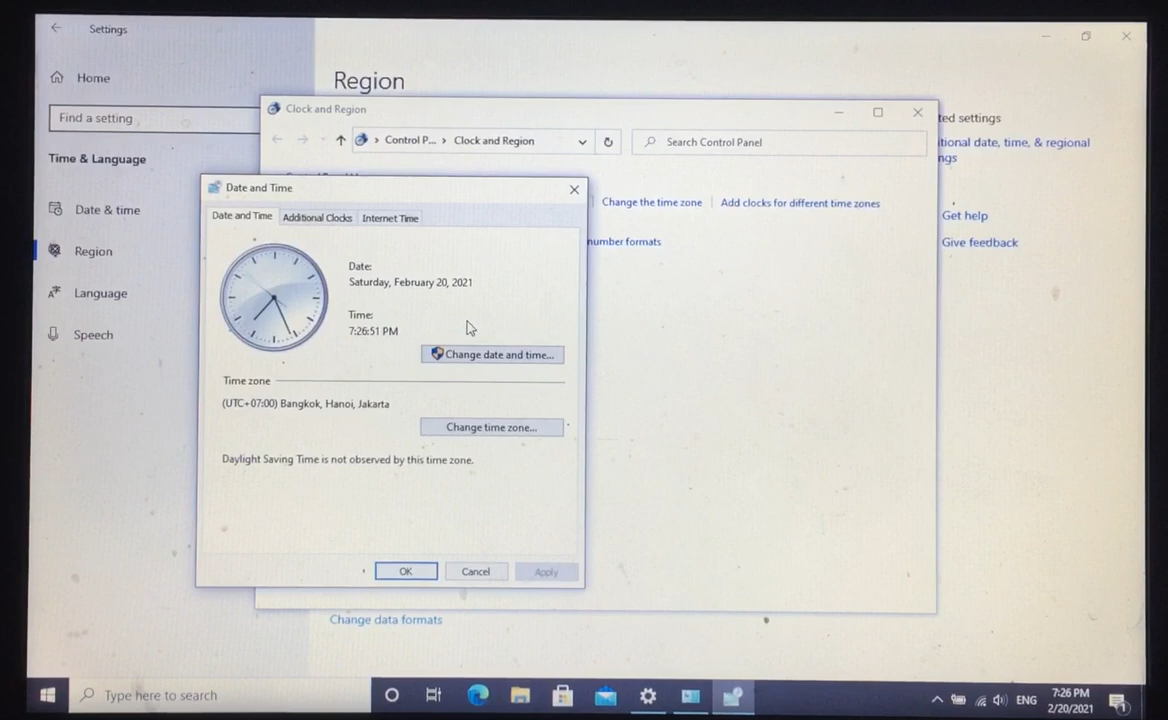 Settings
Home
Find a setting
Time & Language
Date & time
Region
Language
Speech
Region
Clock and Region
Control P... > Clock and Region
Search Control Panel
Change the time zone
Add clocks for different time zones
number formats
ted settings
tional date, time, & regional
ngs
Get help
Give feedback
Date and Time
Date and Time Additional Clocks Internet Time
Date:
Saturday, February 20, 2021
Time:
7:26:51 PM
Change date and time...
Time zone
(UTC+07:00) Bangkok, Hanoi, Jakarta
Change time zone...
Daylight Saving Time is not observed by this time zone.
OK Cancel Apply
Change data formats
Type here to search
ENG
7:26 PM
2/20/2021
1